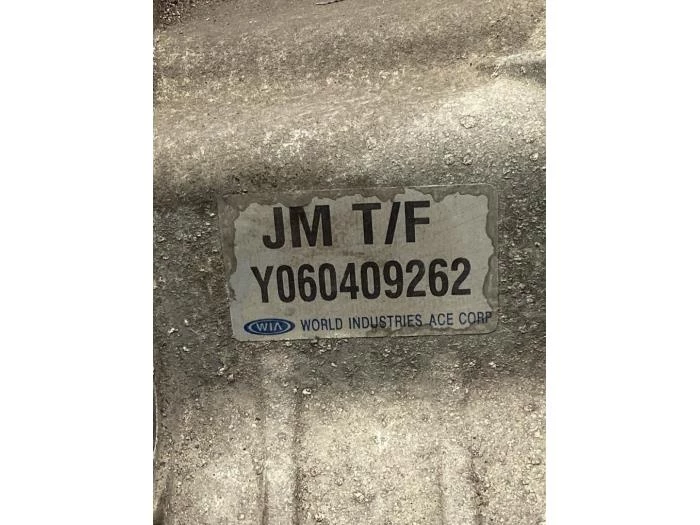 JM T/F
Y060409262
WIA WORLD INDUSTRIES ACE CORP